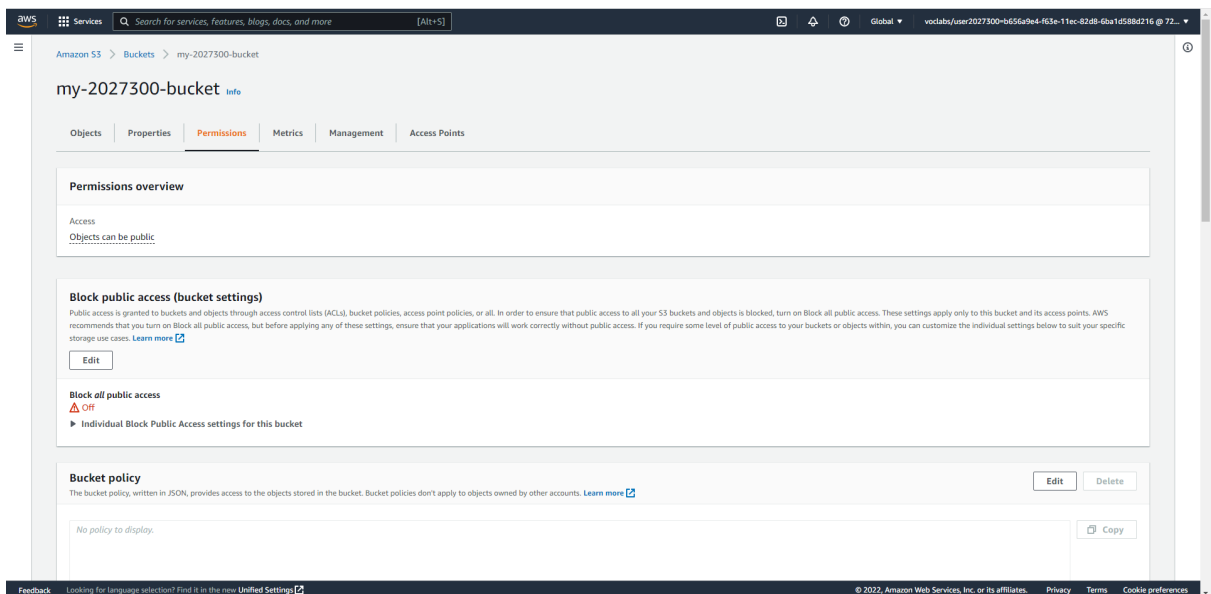 aws
Services
Search for services, features, blogs, docs, and more
[Alt+S]
Global
voclabs/user2027300=b656a9e4-f63e-11ec-82d8-6ba1d588d216 @ 72...
Amazon S3 > Buckets > my-2027300-bucket
my-2027300-bucket Info
Objects
Properties
Permissions
Metrics
Management
Access Points
Permissions overview
Access
Objects can be public
Block public access (bucket settings)
Public access is granted to buckets and objects through access control lists (ACLs), bucket policies, access point policies, or all. In order to ensure that public access to all your S3 buckets and objects is blocked, turn on Block all public access. These settings apply only to this bucket and its access points. AWS
recommends that you turn on Block all public access, but before applying any of these settings, ensure that your applications will work correctly without public access. If you require some level of public access to your buckets or objects within, you can customize the individual settings below to suit your specific
storage use cases. Learn more
Edit
Block all public access
Off
Individual Block Public Access settings for this bucket
Bucket policy
Edit
Delete
The bucket policy, written in JSON, provides access to the objects stored in the bucket. Bucket policies don't apply to objects owned by other accounts. Learn more
No policy to display.
Copy
Feedback
Looking for language selection? Find it in the new Unified Settings
© 2022, Amazon Web Services, Inc. or its affiliates.
Privacy
Terms
Cookie preferences